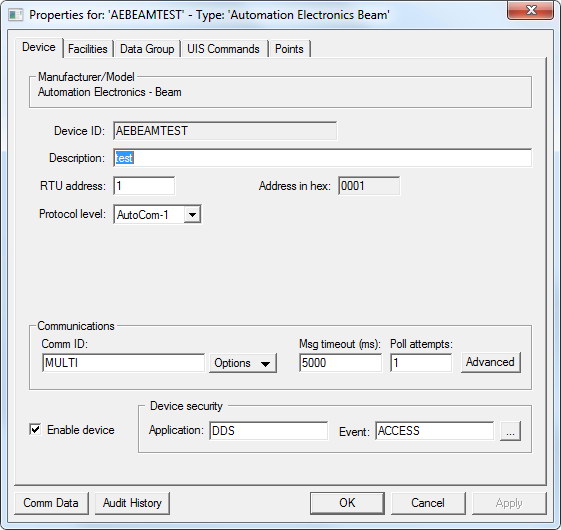 Properties for: 'AEBEAMTEST' - Type: 'Automation Electronics Beam'
Device Facilities Data Group UIS Commands Points
Manufacturer/Model
Automation Electronics - Beam
Device ID: AEBEAMTEST
Description: test
RTU address: 1 Address in hex: 0001
Protocol level: AutoCom-1
Communications
Comm ID: Msg timeout (ms): Poll attempts:
MULTI Options 5000 1 Advanced
Device security
Enable device Application: DDS Event: ACCESS ...
Comm Data Audit History OK Cancel Apply